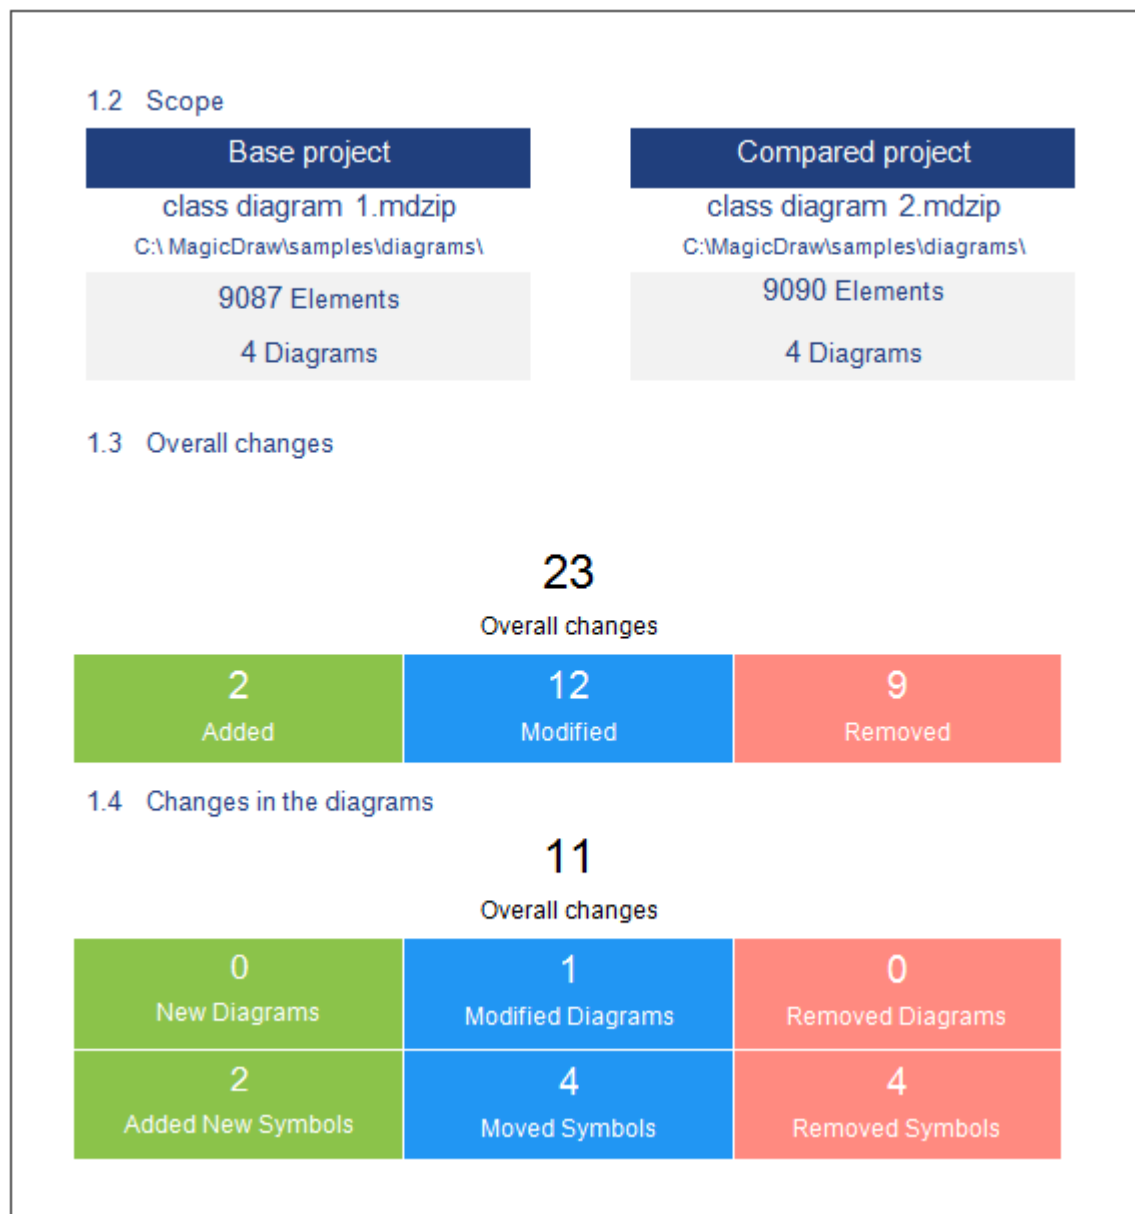 1.2 Scope
Base project
Compared project
class diagram 1.mdzip
class diagram 2.mdzip
C:\ MagicDraw\samples\diagrams\
C:\MagicDraw\samples\diagrams\
9087 Elements
9090 Elements
4 Diagrams
4 Diagrams
1.3 Overall changes
23
Overall changes
2
12
9
Added
Modified
Removed
1.4 Changes in the diagrams
11
Overall changes
0
1
0
New Diagrams
Modified Diagrams
Removed Diagrams
2
4
4
Added New Symbols
Moved Symbols
Removed Symbols